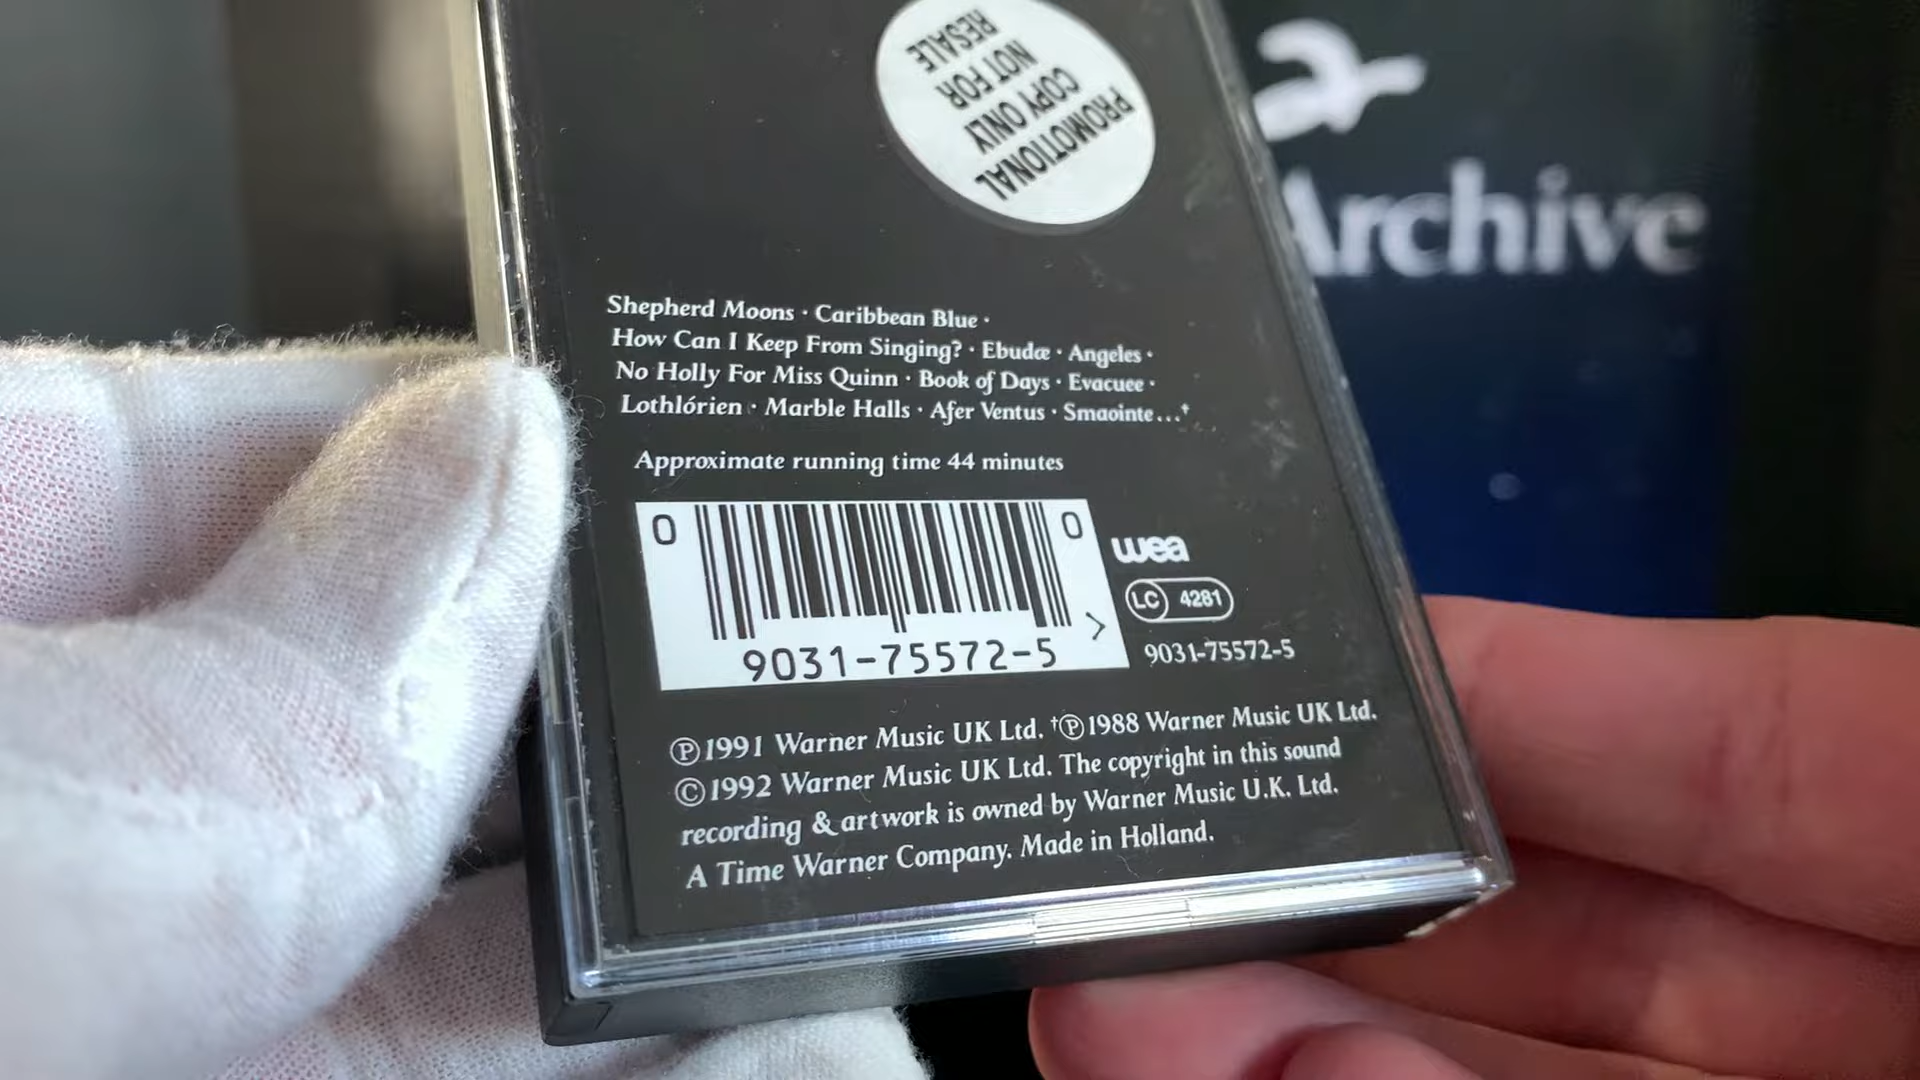 PROMOTIONAL
COPY ONLY
NOT FOR
RESALE
Archive
Shepherd Moons · Caribbean Blue ·
How Can I Keep From Singing? · Ebudæ · Angeles ·
No Holly For Miss Quinn · Book of Days · Evacuee ·
Lothlórien · Marble Halls · Afer Ventus · Smaointe...†
Approximate running time 44 minutes
0 0
9031-75572-5 >
wea
LC 4281
9031-75572-5
℗1991 Warner Music UK Ltd. †℗1988 Warner Music UK Ltd.
©1992 Warner Music UK Ltd. The copyright in this sound
recording & artwork is owned by Warner Music U.K. Ltd.
A Time Warner Company. Made in Holland.